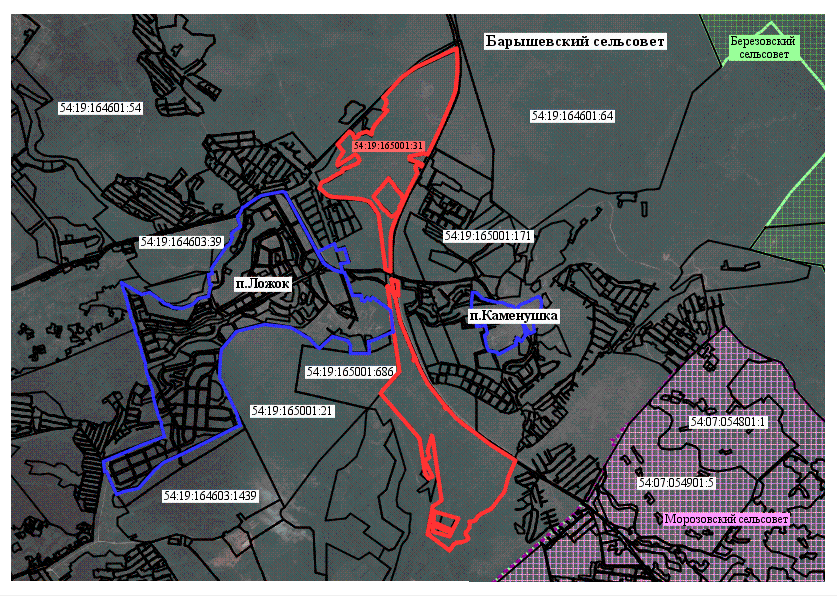 Барышевский сельсовет
Березовский
сельсовет
54:19:164601:54
54:19:164601:64
54:19:165001:31
54:19:164603:39
54:19:165001:171
п.Ложок
п.Каменушка
54:19:165001:686
54:19:165001:21
54:07:054801:1
54:07:054901:5
54:19:164603:1439
Морозовский сельсовет